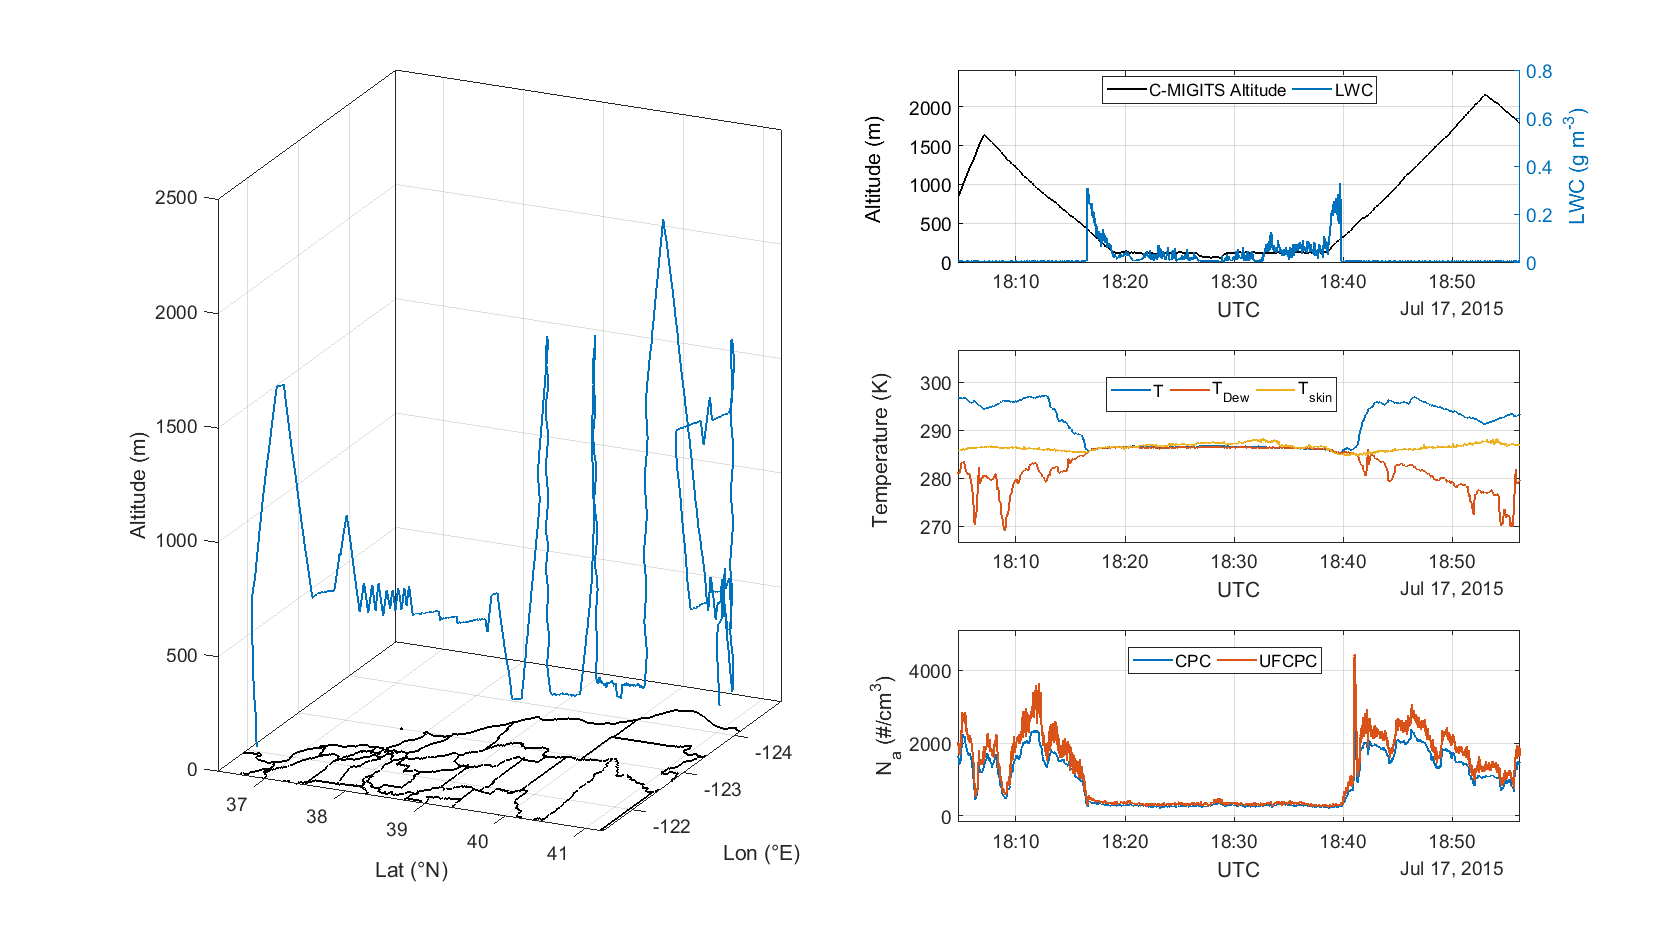 2500
2000
1500
1000
500
0
Altitude (m)
37
38
39
40
41
Lat (°N)
-124
-123
-122
Lon (°E)
C-MIGITS Altitude LWC
2000
1500
1000
500
0
Altitude (m)
0.8
0.6
0.4
0.2
0
LWC (g m-3)
18:10 18:20 18:30 18:40 18:50
UTC
Jul 17, 2015
T TDew Tskin
300
290
280
270
Temperature (K)
18:10 18:20 18:30 18:40 18:50
UTC
Jul 17, 2015
CPC UFCPC
4000
2000
0
Na (#/cm3)
18:10 18:20 18:30 18:40 18:50
UTC
Jul 17, 2015